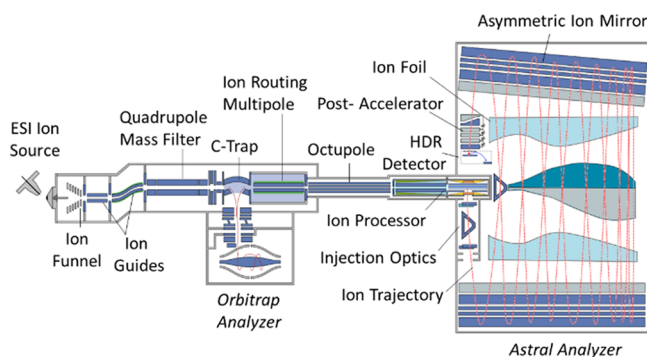 Asymmetric Ion Mirror
Ion Foil
Post- Accelerator
HDR
Detector
Ion Routing
Multipole
Quadrupole
Mass Filter
C-Trap
Octupole
ESI Ion
Source
Ion
Funnel
Ion
Guides
Orbitrap
Analyzer
Ion Processor
Injection Optics
Ion Trajectory
Astral Analyzer